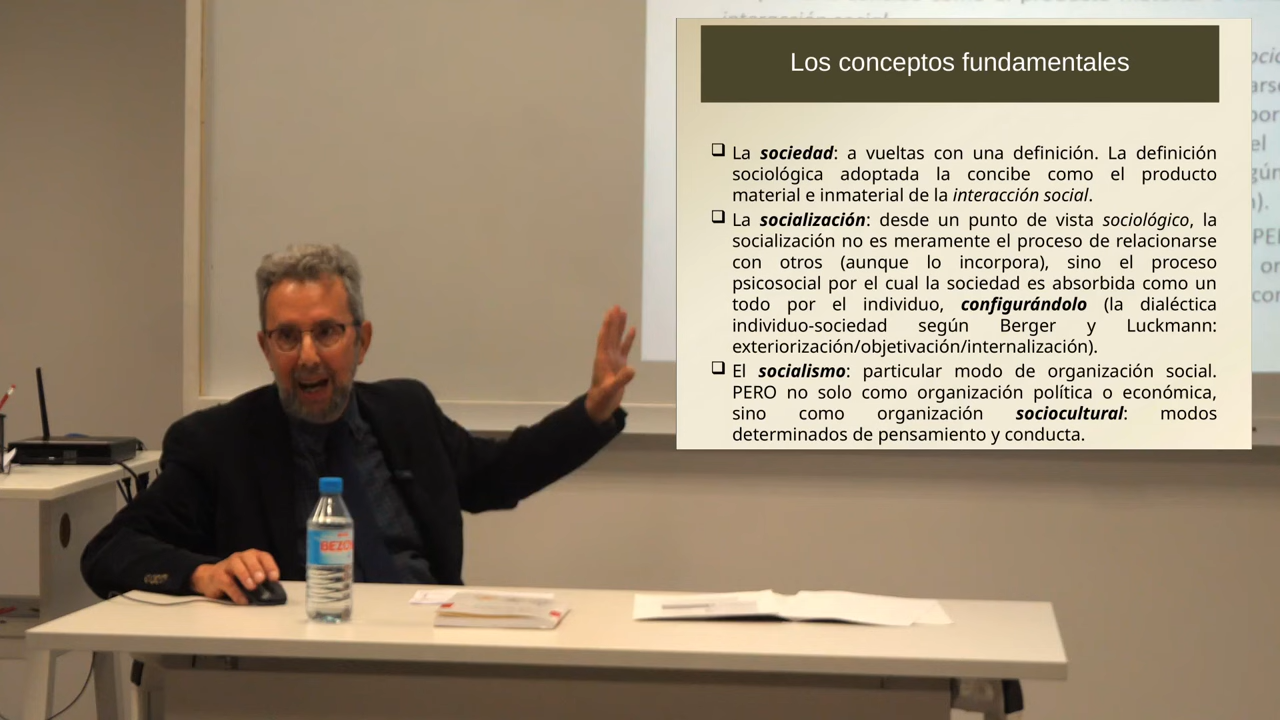 interacción social.
Los conceptos fundamentales
❑ La sociedad: a vueltas con una definición. La definición
sociológica adoptada la concibe como el producto
material e inmaterial de la interacción social.
❑ La socialización: desde un punto de vista sociológico, la
socialización no es meramente el proceso de relacionarse
con otros (aunque lo incorpora), sino el proceso
psicosocial por el cual la sociedad es absorbida como un
todo por el individuo, configurándolo (la dialéctica
individuo-sociedad según Berger y Luckmann:
exteriorización/objetivación/internalización).
❑ El socialismo: particular modo de organización social.
PERO no solo como organización política o económica,
sino como organización sociocultural: modos
determinados de pensamiento y conducta.